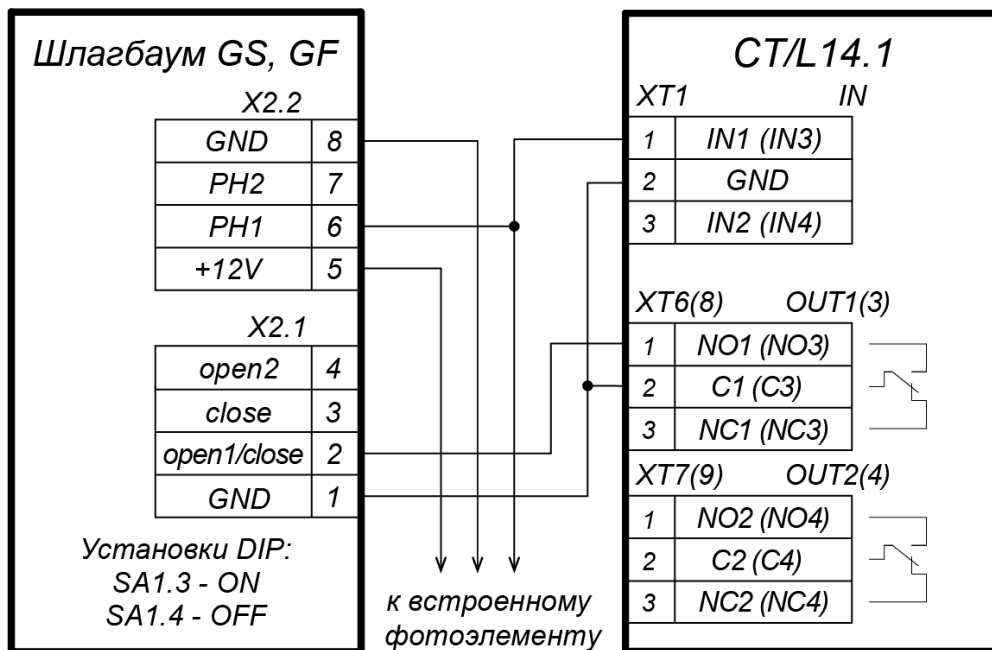 Шлагбаум GS, GF
X2.2
GND 8
PH2 7
PH1 6
+12V 5
X2.1
open2 4
close 3
open1/close 2
GND 1
Установки DIP:
SA1.3 - ON
SA1.4 - OFF
к встроенному
фотоэлементу
CT/L14.1
XT1 IN
1 IN1 (IN3)
2 GND
3 IN2 (IN4)
XT6(8) OUT1(3)
1 NO1 (NO3)
2 C1 (C3)
3 NC1 (NC3)
XT7(9) OUT2(4)
1 NO2 (NO4)
2 C2 (C4)
3 NC2 (NC4)